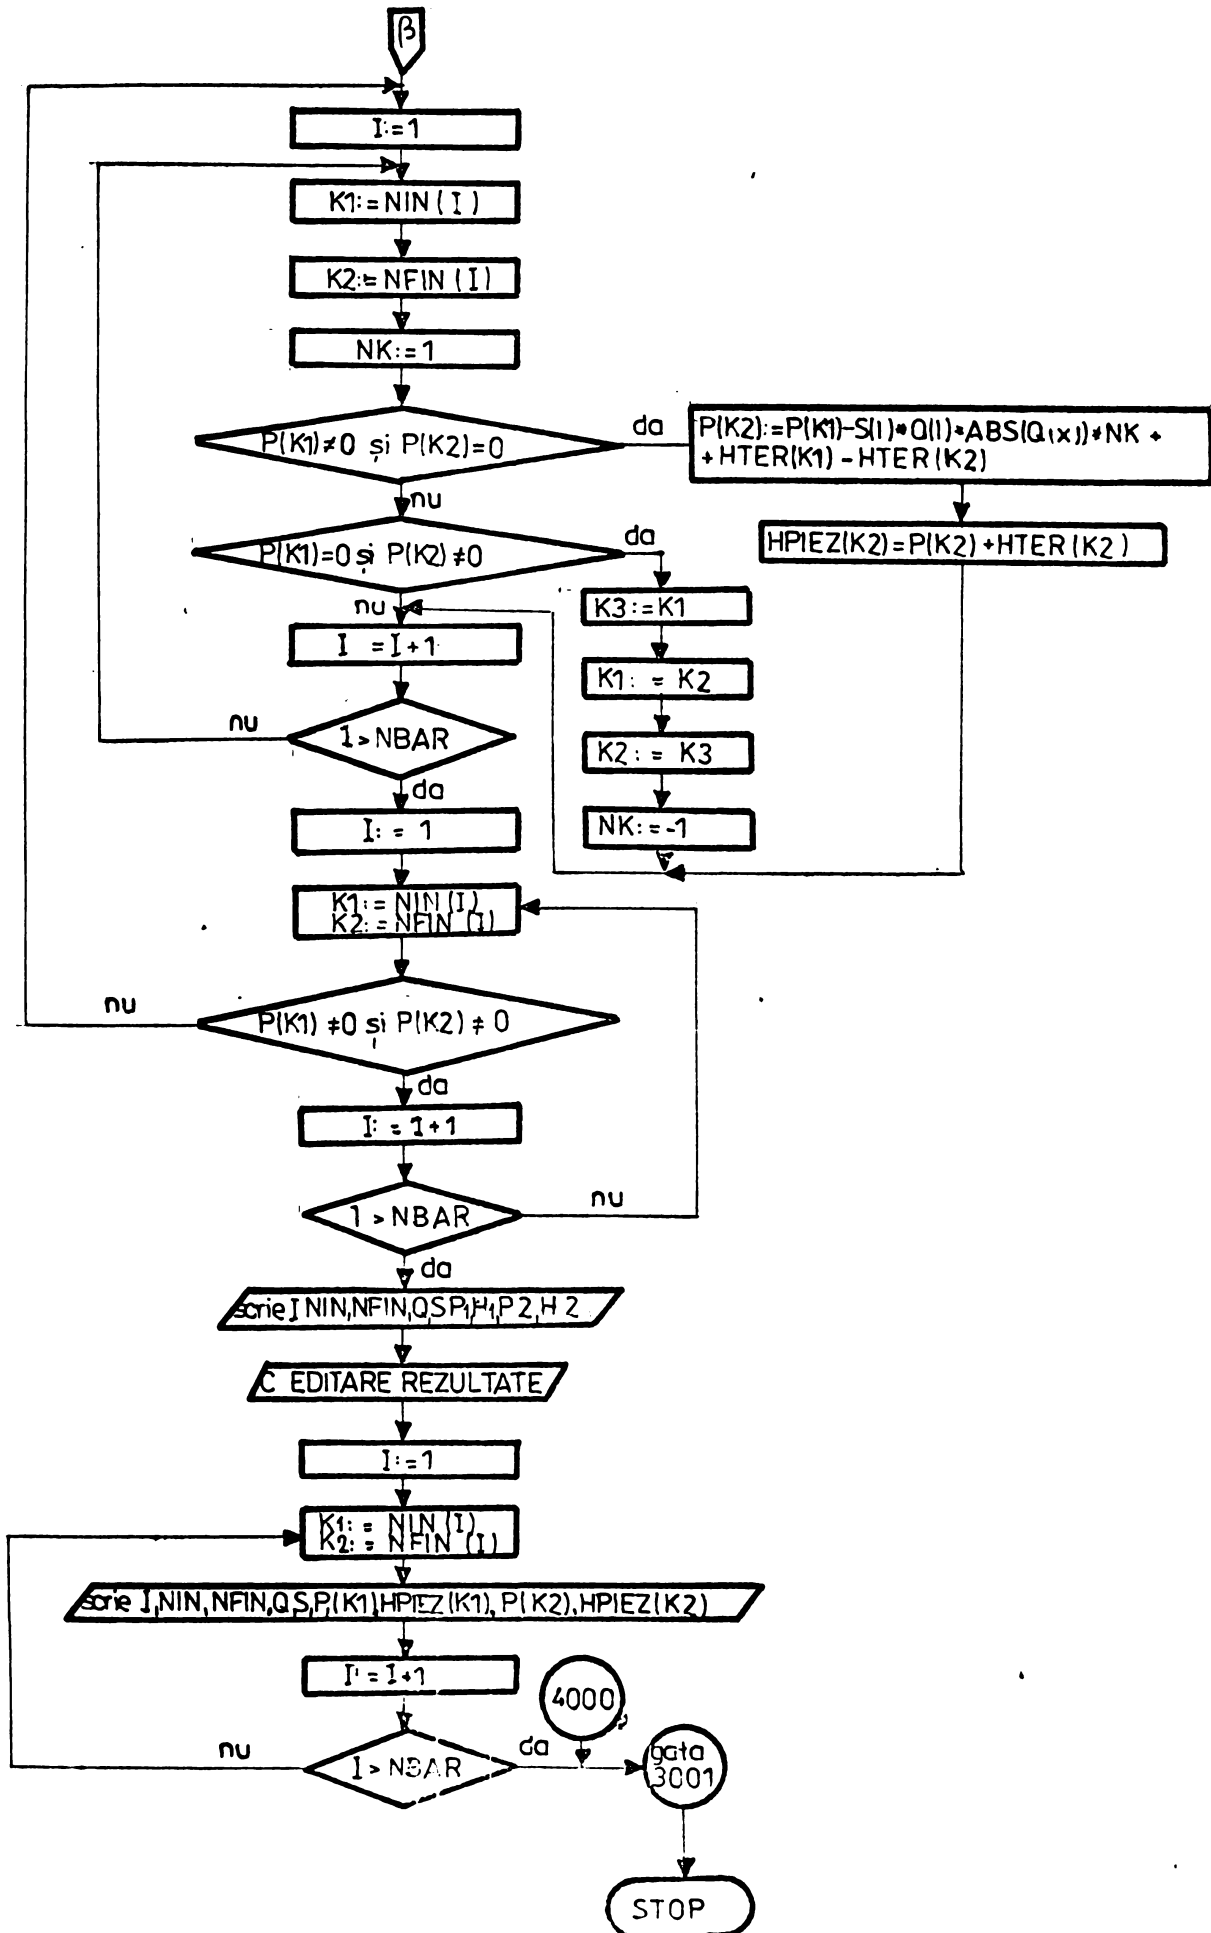 β
I:=1
K1:=NIN(I)
K2:=NFIN(I)
NK:=1
P(K1)≠0 și P(K2)=0
da
P(K2):=P(K1)-S(I)*Q(I)*ABS(Q(x))*NK +
+HTER(K1)-HTER(K2)
nu
HPIEZ(K2)=P(K2)+HTER(K2)
P(K1)=0 și P(K2)≠0
da
nu
K3:=K1
I =I+1
K1:=K2
nu
1>NBAR
K2:=K3
da
I:=1
NK:=-1
K1:=NIN(I)
K2:=NFIN(I)
nu
P(K1)≠0 și P(K2)≠0
da
I:=1+1
1>NBAR
nu
da
scrie I NIN,NFIN,Q,S,P1,H1,P2,H2
C EDITARE REZULTATE
I:=1
K1:=NIN(I)
K2:=NFIN(I)
scrie I,NIN,NFIN,Q,S,P(K1),HPIEZ(K1),P(K2),HPIEZ(K2)
I:=I+1
4000
nu
I>NBAR
da
gata
3001
STOP